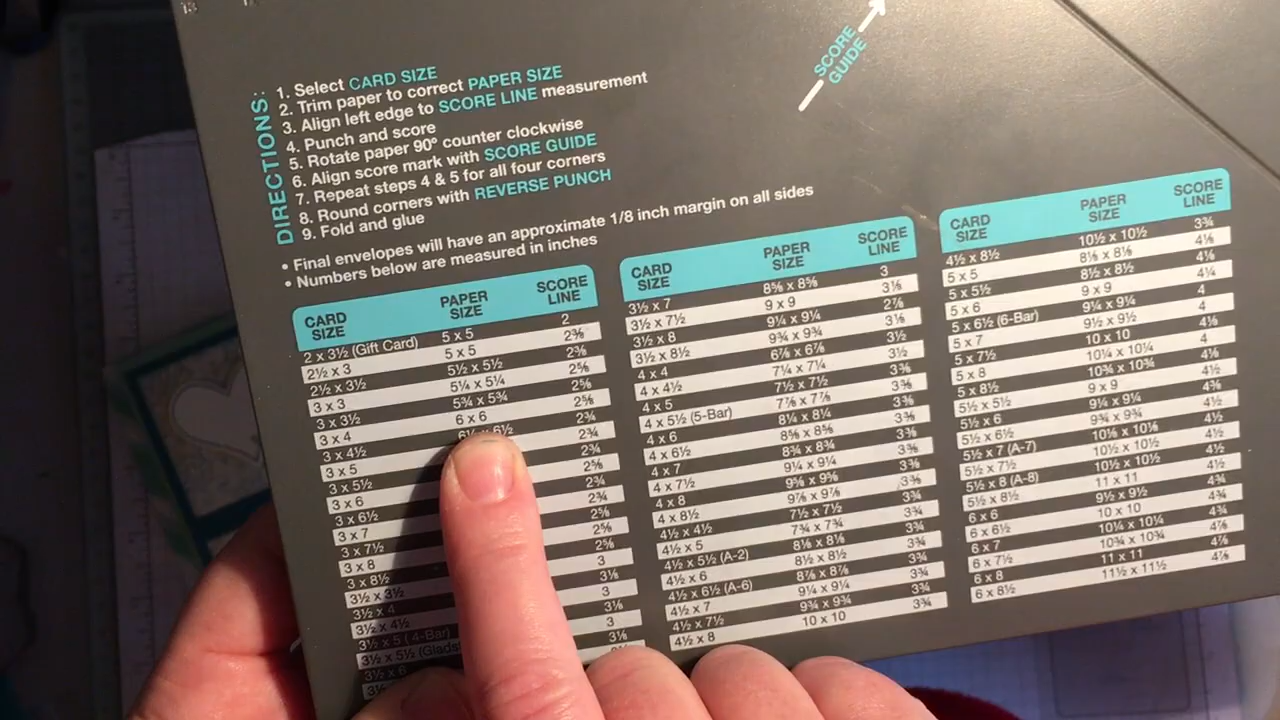 SCORE
GUIDE
DIRECTIONS:
1. Select CARD SIZE
2. Trim paper to correct PAPER SIZE
3. Align left edge to SCORE LINE measurement
4. Punch and score
5. Rotate paper 90° counter clockwise
6. Align score mark with SCORE GUIDE
7. Repeat steps 4 & 5 for all four corners
8. Round corners with REVERSE PUNCH
9. Fold and glue
• Final envelopes will have an approximate 1/8 inch margin on all sides
• Numbers below are measured in inches
CARD SIZE PAPER SIZE SCORE LINE
2 x 3½ (Gift Card) 5 x 5 2
2½ x 3 5 x 5 2⅜
2½ x 3½ 5½ x 5½ 2⅜
3 x 3 5¼ x 5¼ 2⅝
3 x 3½ 5¾ x 5¾ 2⅝
3 x 4 6 x 6 2⅝
3 x 4½ 6½ 2¾
3 x 5 2¾
3 x 5½ 2¾
3 x 6 2⅝
3 x 6½ 2¾
3 x 7 2¾
3 x 7½ 2⅝
3 x 8 2⅝
3 x 8½ 2⅝
3½ x 3½ 3
3½ x 4 3⅛
3½ x 4½ 3
3½ x 5 (4-Bar) 3⅛
3½ x 5½ 3
3½ x 6 3⅛
CARD SIZE PAPER SIZE SCORE LINE
3½ x 7 8⅝ x 8⅝ 3
3½ x 7½ 9 x 9 3⅛
3½ x 8 9¼ x 9¼ 2⅞
3½ x 8½ 9¾ x 9¾ 3⅛
4 x 4 6⅞ x 6⅞ 3½
4 x 4½ 7¼ x 7¼ 3½
4 x 5 7½ x 7½ 3⅜
4 x 5½ (5-Bar) 7⅞ x 7⅞ 3⅜
4 x 6 8¼ x 8¼ 3⅜
4 x 6½ 8⅝ x 8⅝ 3⅜
4 x 7 8¾ x 8¾ 3⅜
4 x 7½ 9¼ x 9¼ 3⅜
4 x 8 9⅝ x 9⅝ 3⅜
4 x 8½ 9⅞ x 9⅞ 3⅜
4½ x 4½ 7½ x 7½ 3¾
4½ x 5 7¾ x 7¾ 3¾
4½ x 5½ (A-2) 8⅛ x 8⅛ 3¾
4½ x 6 8½ x 8½ 3¾
4½ x 6½ (A-6) 8⅞ x 8⅞ 3¾
4½ x 7 9¼ x 9¼ 3¾
4½ x 7½ 9¾ x 9¾ 3¾
4½ x 8 10 x 10 3¾
CARD SIZE PAPER SIZE SCORE LINE
4½ x 8½ 10½ x 10½ 3¾
5 x 5 8⅛ x 8⅛ 4⅛
5 x 5½ 8½ x 8½ 4⅛
5 x 6 9 x 9 4¼
5 x 6½ (6-Bar) 9¼ x 9¼ 4
5 x 7 9½ x 9½ 4
5 x 7½ 10 x 10 4⅛
5 x 8 10¼ x 10¼ 4
5 x 8½ 10¾ x 10¾ 4⅛
5½ x 5½ 9 x 9 4⅜
5½ x 6 9¼ x 9¼ 4½
5½ x 6½ 9¾ x 9¾ 4½
5½ x 7 (A-7) 10⅛ x 10⅛ 4½
5½ x 7½ 10½ x 10½ 4½
5½ x 8 (A-8) 10½ x 10½ 4½
5½ x 8½ 11 x 11 4½
6 x 6 9½ x 9½ 4¾
6 x 6½ 10 x 10 4¾
6 x 7 10¼ x 10¼ 4¾
6 x 7½ 10¾ x 10¾ 4⅞
6 x 8 11 x 11 4⅞
6 x 8½ 11½ x 11½ 4⅞